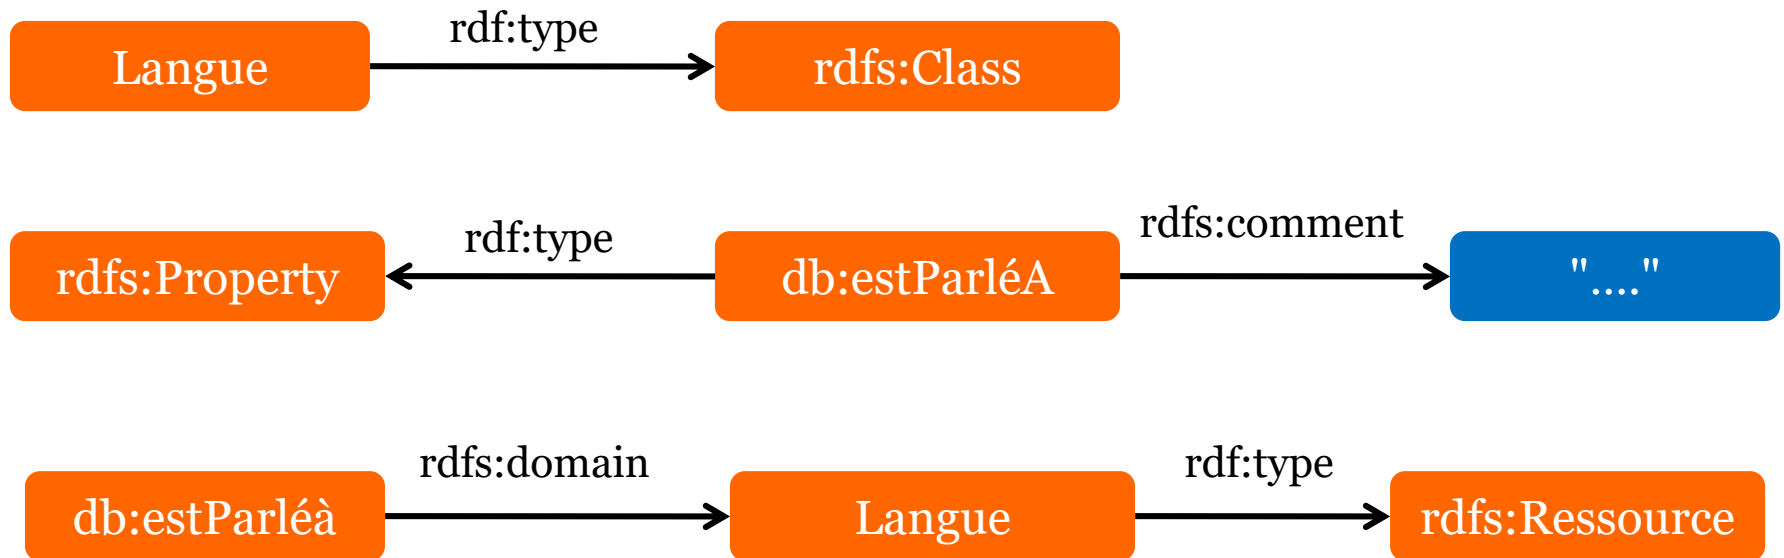 rdf:type
Langue
rdfs:Class
rdf:type
rdfs:comment
rdfs:Property
db:estParléA
"...."
rdfs:domain
rdf:type
db:estParléà
Langue
rdfs:Ressource